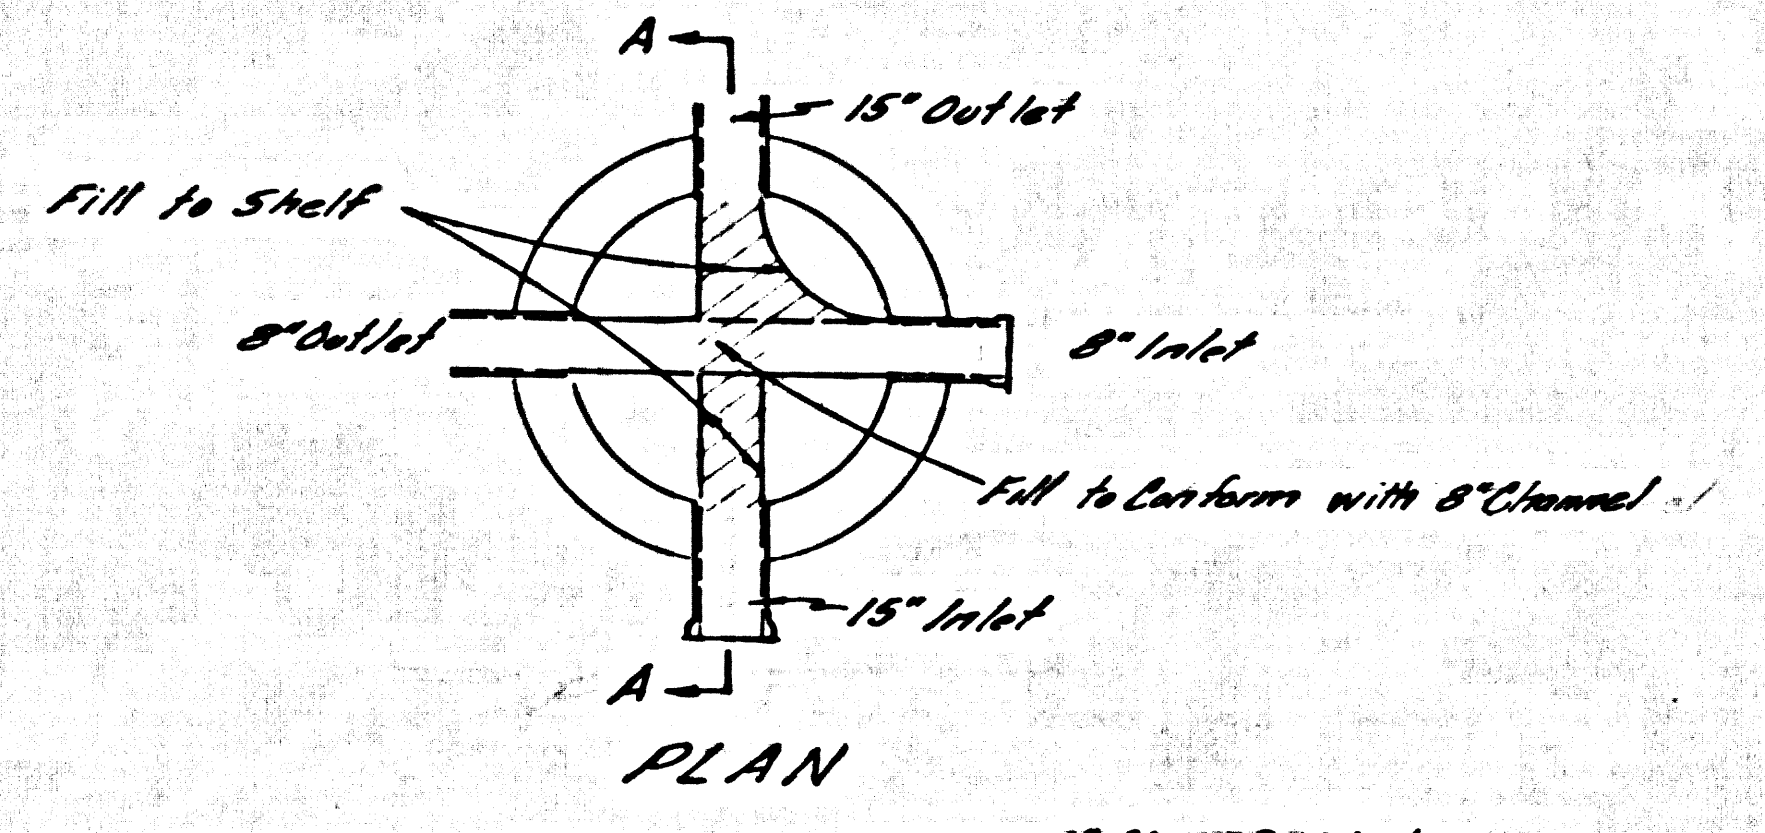 A
15" Outlet
Fill to Shelf
8" Outlet
8" Inlet
Fill to Conform with 8" Channel
15" Inlet
A
PLAN